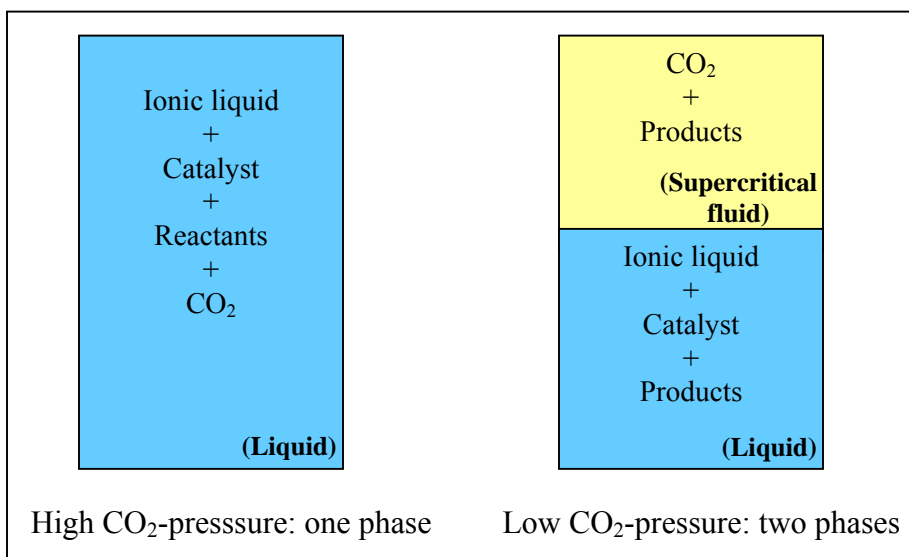 Ionic liquid
+
Catalyst
+
Reactants
+
CO₂
(Liquid)
High CO₂-presssure: one phase
CO₂
+
Products
(Supercritical
fluid)
Ionic liquid
+
Catalyst
+
Products
(Liquid)
Low CO₂-pressure: two phases